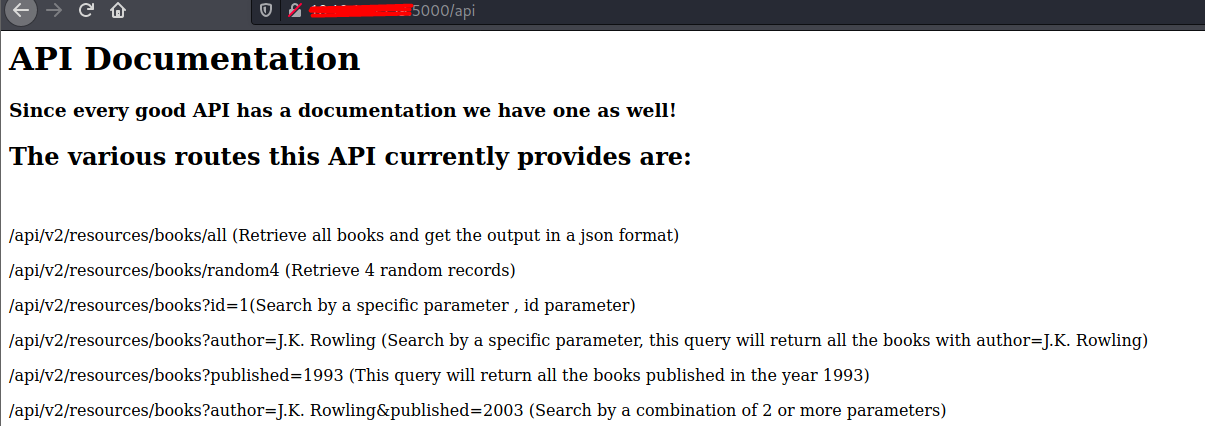 5000/api
API Documentation
Since every good API has a documentation we have one as well!
The various routes this API currently provides are:
/api/v2/resources/books/all (Retrieve all books and get the output in a json format)
/api/v2/resources/books/random4 (Retrieve 4 random records)
/api/v2/resources/books?id=1(Search by a specific parameter , id parameter)
/api/v2/resources/books?author=J.K. Rowling (Search by a specific parameter, this query will return all the books with author=J.K. Rowling)
/api/v2/resources/books?published=1993 (This query will return all the books published in the year 1993)
/api/v2/resources/books?author=J.K. Rowling&published=2003 (Search by a combination of 2 or more parameters)